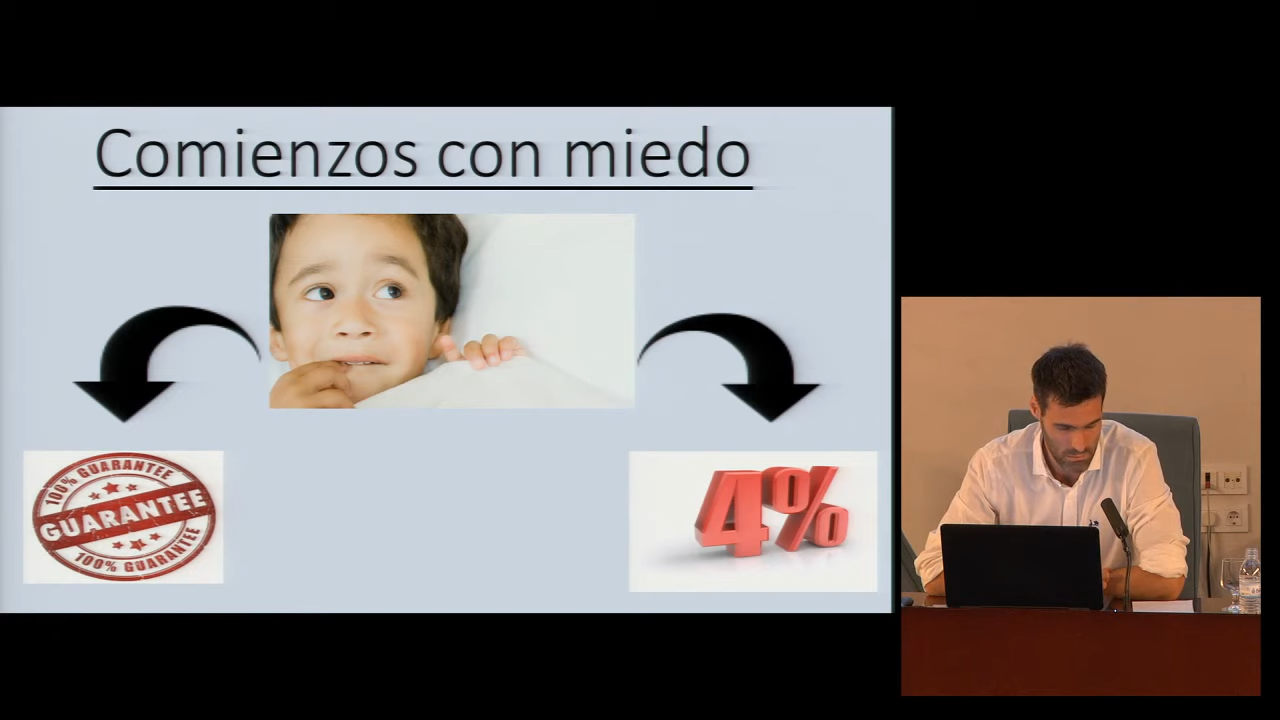 Comienzos con miedo
100% GUARANTEE
GUARANTEE
100% GUARANTEE
4%